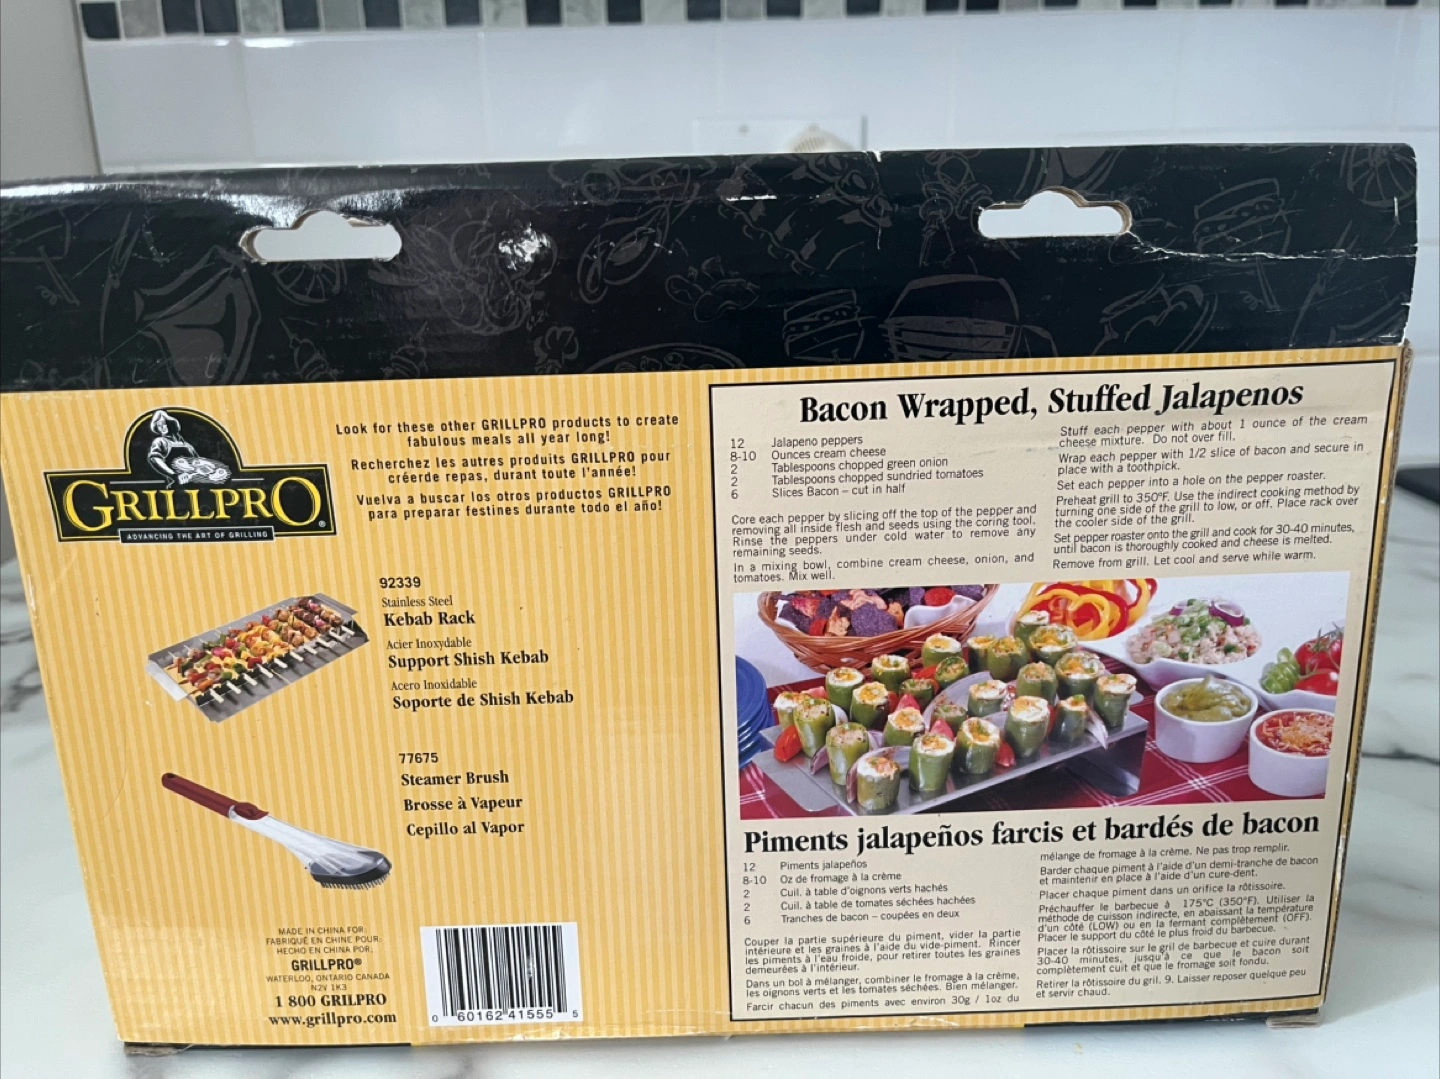 GRILLPRO®
ADVANCING THE ART OF GRILLING
Look for these other GRILLPRO products to create
fabulous meals all year long!
Recherchez les autres produits GRILLPRO pour
créerde repas, durant toute l'année!
Vuelva a buscar los otros productos GRILLPRO
para preparar festines durante todo el año!
92339
Stainless Steel
Kebab Rack
Acier Inoxydable
Support Shish Kebab
Acero Inoxidable
Soporte de Shish Kebab
77675
Steamer Brush
Brosse à Vapeur
Cepillo al Vapor
MADE IN CHINA FOR:
FABRIQUÉ EN CHINE POUR:
HECHO EN CHINA POR:
GRILLPRO®
WATERLOO, ONTARIO CANADA
N2V 1K3
1 800 GRILPRO
www.grillpro.com
0 60162 41555 5
Bacon Wrapped, Stuffed Jalapenos
12 Jalapeno peppers
8-10 Ounces cream cheese
2 Tablespoons chopped green onion
2 Tablespoons chopped sundried tomatoes
6 Slices Bacon – cut in half
Core each pepper by slicing off the top of the pepper and
removing all inside flesh and seeds using the coring tool.
Rinse the peppers under cold water to remove any
remaining seeds.
In a mixing bowl, combine cream cheese, onion, and
tomatoes. Mix well.
Stuff each pepper with about 1 ounce of the cream
cheese mixture. Do not over fill.
Wrap each pepper with 1/2 slice of bacon and secure in
place with a toothpick.
Set each pepper into a hole on the pepper roaster.
Preheat grill to 350°F. Use the indirect cooking method by
turning one side of the grill to low, or off. Place rack over
the cooler side of the grill.
Set pepper roaster onto the grill and cook for 30-40 minutes,
until bacon is thoroughly cooked and cheese is melted.
Remove from grill. Let cool and serve while warm.
Piments jalapeños farcis et bardés de bacon
12 Piments jalapeños
8-10 Oz de fromage à la crème
2 Cuil. à table d'oignons verts hachés
2 Cuil. à table de tomates séchées hachées
6 Tranches de bacon – coupées en deux
Couper la partie supérieure du piment, vider la partie
intérieure et les graines à l'aide du vide-piment. Rincer
les piments à l'eau froide, pour retirer toutes les graines
demeurées à l'intérieur.
Dans un bol à mélanger, combiner le fromage à la crème,
les oignons verts et les tomates séchées. Bien mélanger.
Farcir chacun des piments avec environ 30g / 1oz du
mélange de fromage à la crème. Ne pas trop remplir.
Barder chaque piment à l'aide d'un demi-tranche de bacon
et maintenir en place à l'aide d'un cure-dent.
Placer chaque piment dans un orifice la rôtissoire.
Préchauffer le barbecue à 175°C (350°F). Utiliser la
méthode de cuisson indirecte, en abaissant la température
d'un côté (LOW) ou en la fermant complètement (OFF).
Placer le support du côté le plus froid du barbecue.
Placer la rôtissoire sur le gril de barbecue et cuire durant
30-40 minutes, jusqu'à ce que le bacon soit
complètement cuit et que le fromage soit fondu.
Retirer la rôtissoire du gril. 9. Laisser reposer quelque peu
et servir chaud.